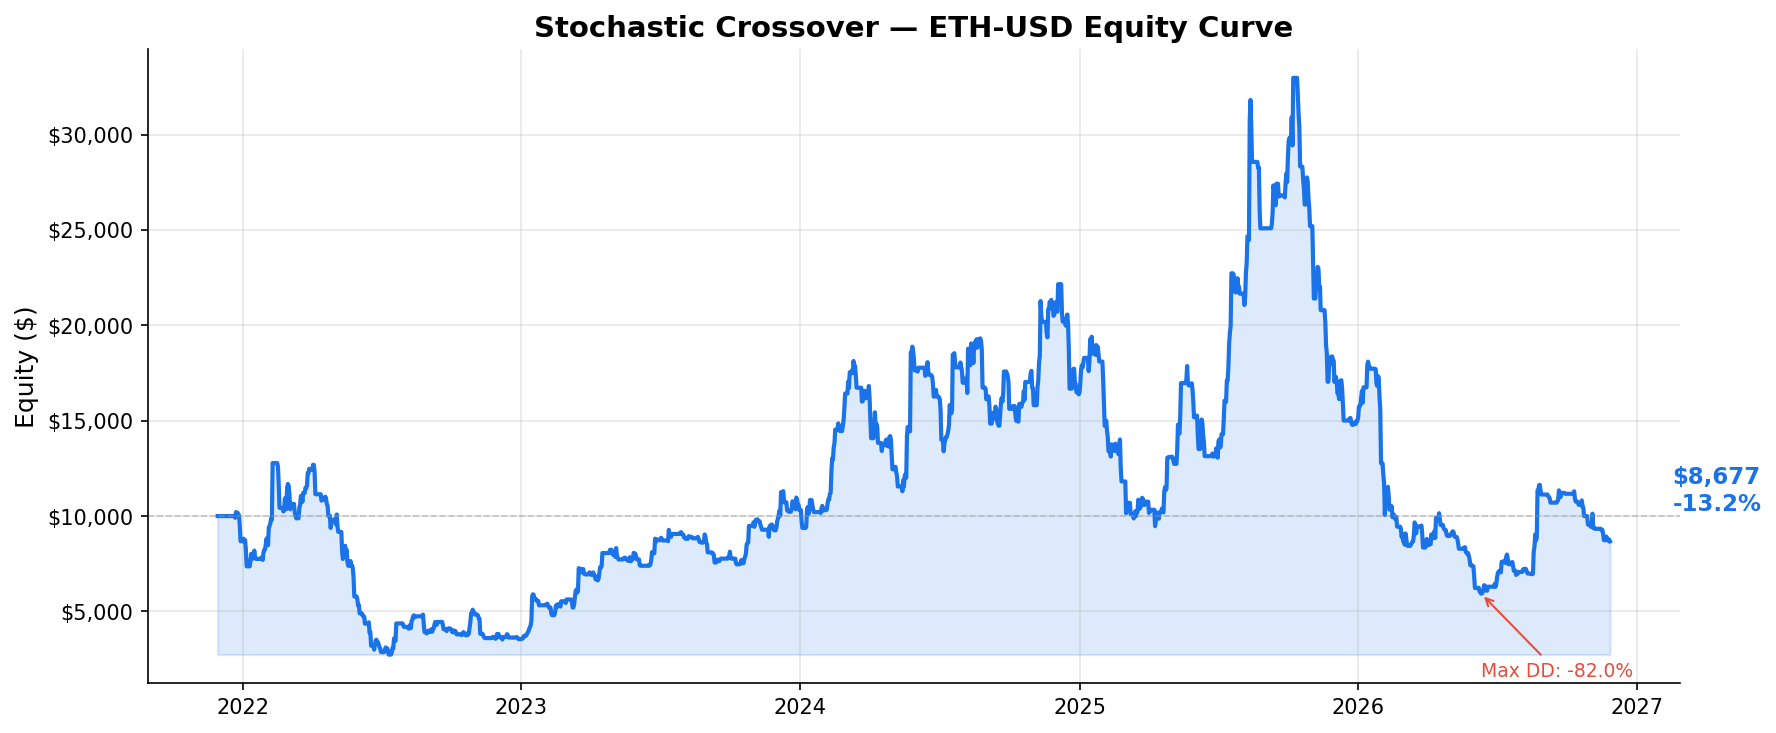 Stochastic Crossover — ETH-USD Equity Curve
Equity ($)
$30,000
$25,000
$20,000
$15,000
$10,000
$5,000
$8,677
-13.2%
Max DD: -82.0%
2022 2023 2024 2025 2026 2027